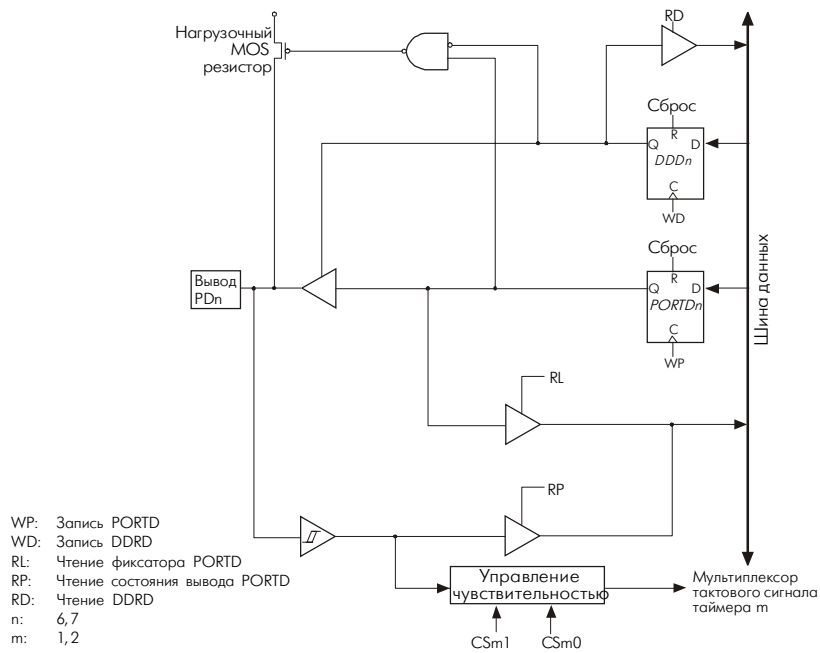 Нагрузочный
MOS
резистор
RD
Сброс
R
Q
D
DDDn
C
WD
Сброс
R
Q
D
PORTDn
C
WP
Вывод
PDn
Шина данных
RL
RP
WP: Запись PORTD
WD: Запись DDRD
RL: Чтение фиксатора PORTD
RP: Чтение состояния вывода PORTD
RD: Чтение DDRD
n: 6,7
m: 1,2
Управление
чувствительностью
CSm1
CSm0
Мультиплексор
тактового сигнала
таймера m